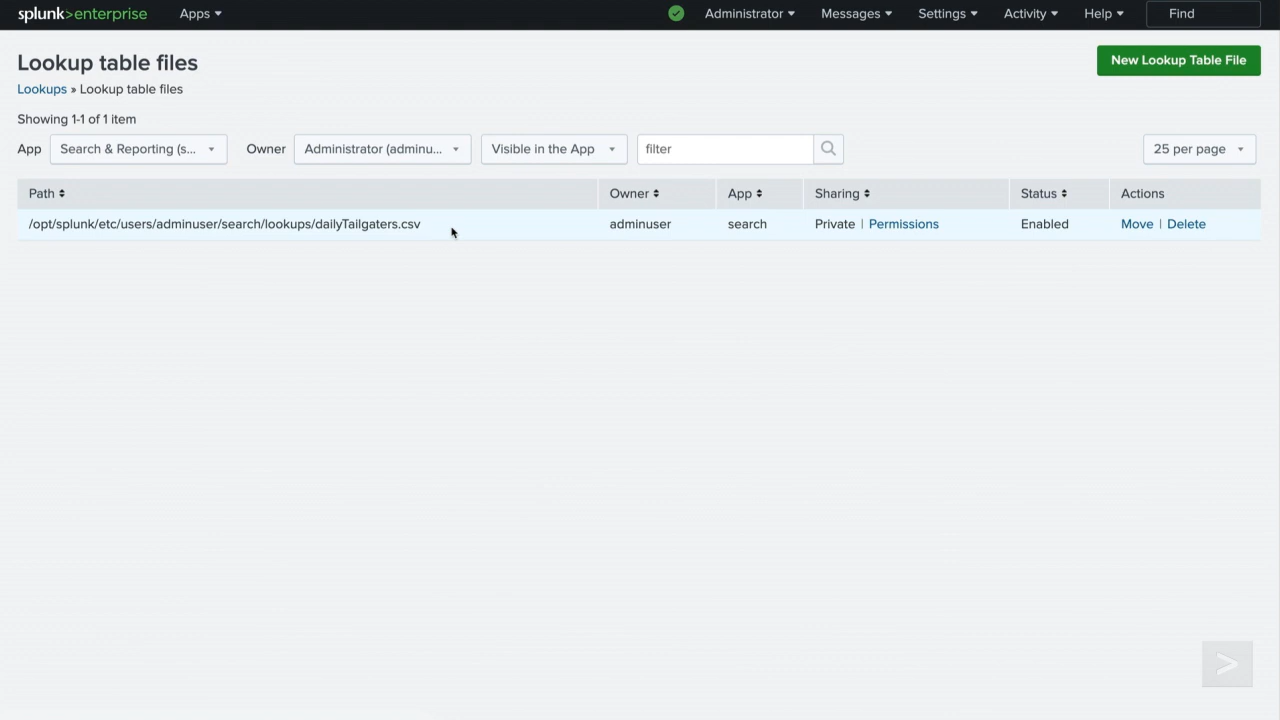 splunk>enterprise Apps Administrator Messages Settings Activity Help Find
Lookup table files
New Lookup Table File
Lookups » Lookup table files
Showing 1-1 of 1 item
App Search & Reporting (s... Owner Administrator (adminu... Visible in the App filter 25 per page
Path Owner App Sharing Status Actions
/opt/splunk/etc/users/adminuser/search/lookups/dailyTailgaters.csv adminuser search Private | Permissions Enabled Move | Delete
>